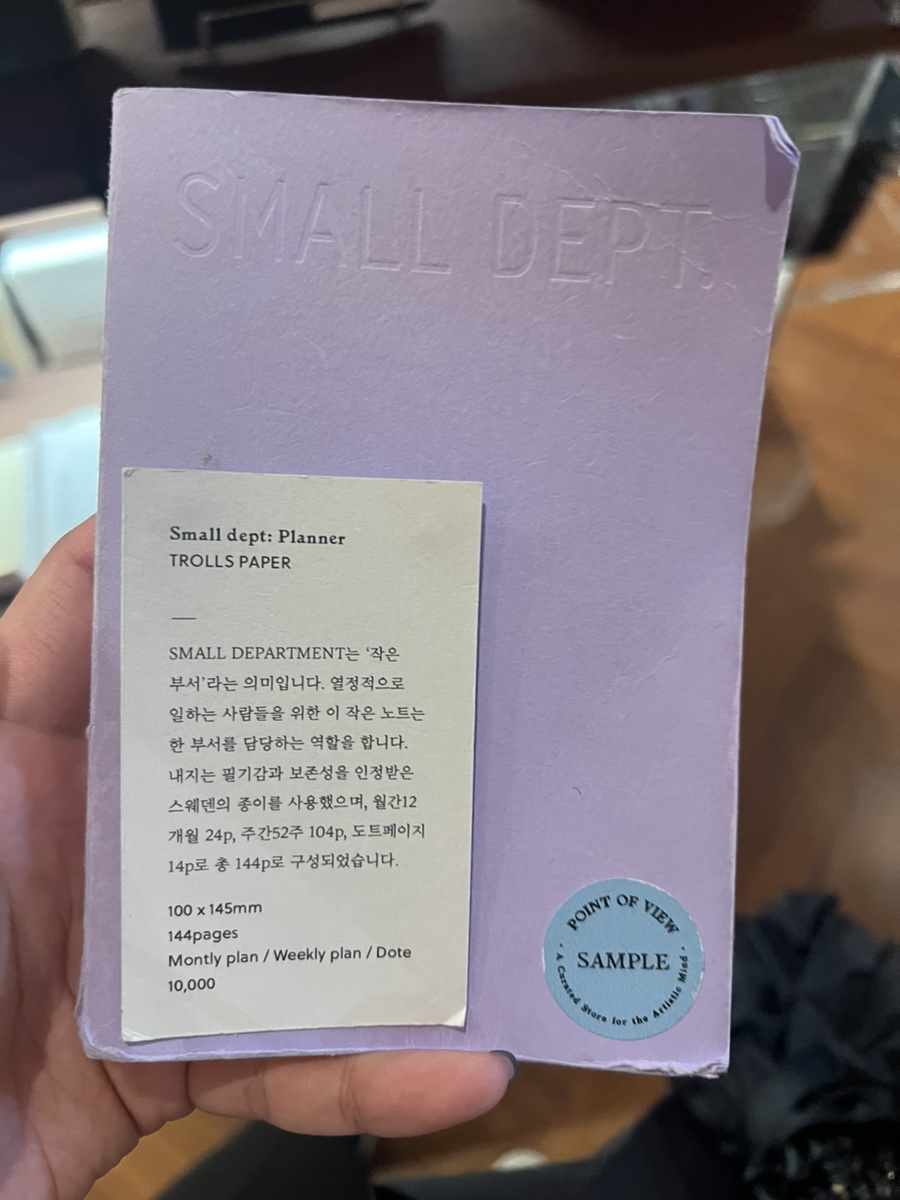 SMALL DEPT.
Small dept: Planner
TROLLS PAPER
—
SMALL DEPARTMENT는 ‘작은
부서’라는 의미입니다. 열정적으로
일하는 사람들을 위한 이 작은 노트는
한 부서를 담당하는 역할을 합니다.
내지는 필기감과 보존성을 인정받은
스웨덴의 종이를 사용했으며, 월간12
개월 24p, 주간52주 104p, 도트페이지
14p로 총 144p로 구성되었습니다.
100 x 145mm
144pages
Montly plan / Weekly plan / Dote
10,000
POINT OF VIEW
SAMPLE
A Curated Store for the Artistic Mind